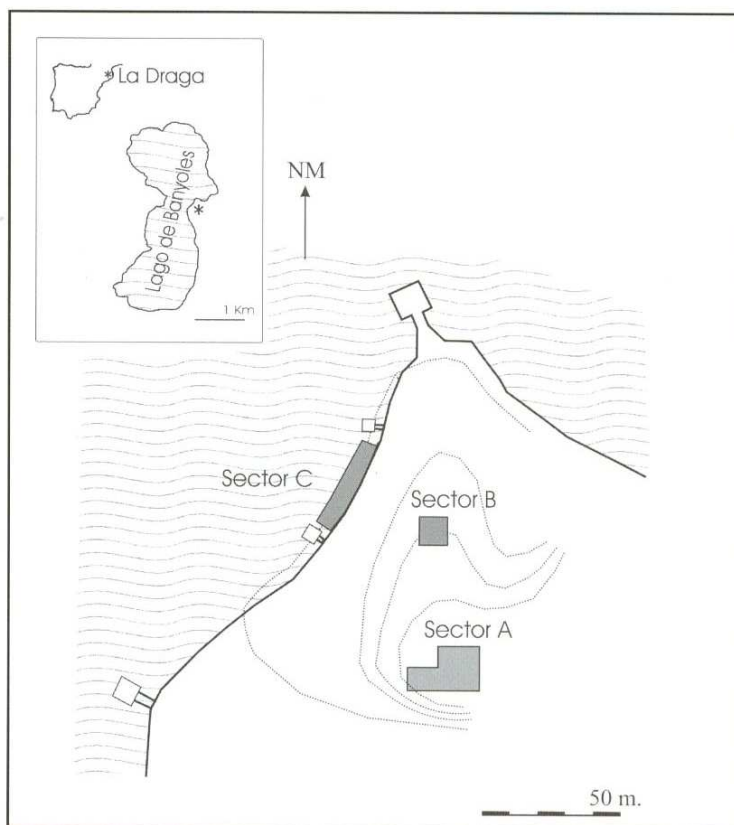 * La Draga
Lago de Banyoles
*
1 Km
NM
Sector C
Sector B
Sector A
50 m.